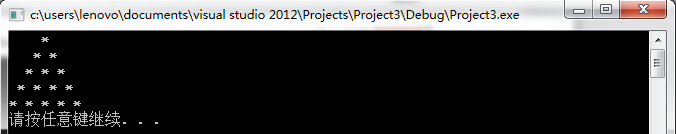 c:\users\lenovo\documents\visual studio 2012\Projects\Project3\Debug\Project3.exe
    *
   * *
  * * *
 * * * *
* * * * *
请按任意键继续. . .